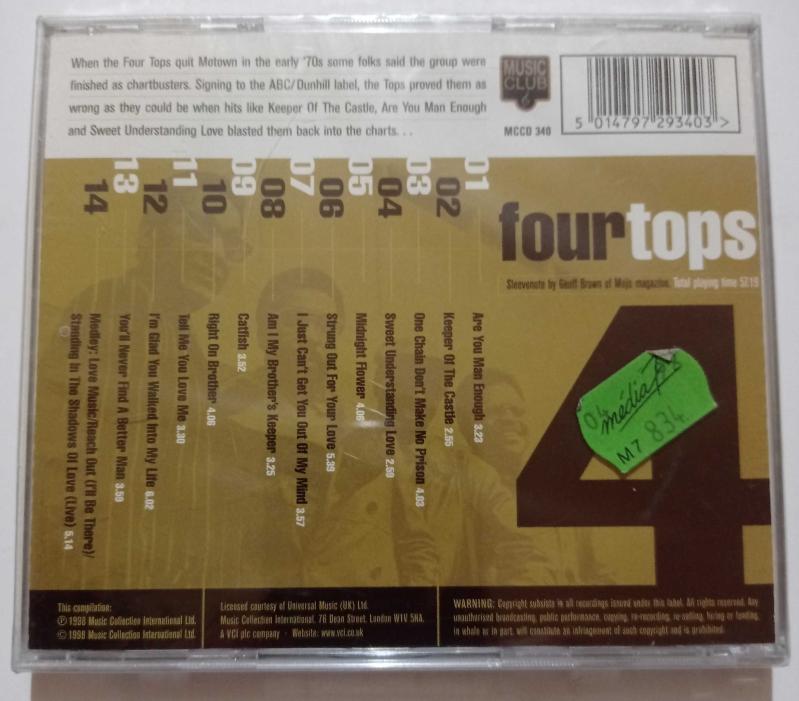 When the Four Tops quit Motown in the early '70s some folks said the group were
finished as chartbusters. Signing to the ABC/Dunhill label, the Tops proved them as
wrong as they could be when hits like Keeper Of The Castle, Are You Man Enough
and Sweet Understanding Love blasted them back into the charts. . .
MUSIC
CLUB
MCCD 340
5 014797 293403 >
fourtops
Sleevenote by Geoff Brown of Mojo magazine. Total playing time 57.19
4
04
média
M7 834
01 Are You Man Enough 3.23
02 Keeper Of The Castle 2.55
03 One Chain Don't Make No Prison 4.03
04 Sweet Understanding Love 2.59
05 Midnight Flower 4.06
06 Strung Out For Your Love 5.39
07 I Just Can't Get You Out Of My Mind 3.57
08 Am I My Brother's Keeper 3.25
09 Catfish 3.52
10 Right On Brother 4.06
11 Tell Me You Love Me 3.30
12 I'm Glad You Walked Into My Life 6.02
13 You'll Never Find A Better Man 3.59
14 Medley: Love Music/Reach Out (I'll Be There)/
Standing In The Shadows Of Love (Live) 5.14
This compilation:
Ⓟ 1998 Music Collection International Ltd.
© 1998 Music Collection International Ltd.
Licensed courtesy of Universal Music (UK) Ltd.
Music Collection International, 76 Dean Street, London W1V 5HA.
A VCI plc company · Website: www.vci.co.uk
WARNING: Copyright subsists in all recordings issued under this label. All rights reserved. Any
unauthorised broadcasting, public performance, copying, re-recording, re-selling, hiring or lending,
in whole or in part, will constitute an infringement of such copyright and is prohibited.